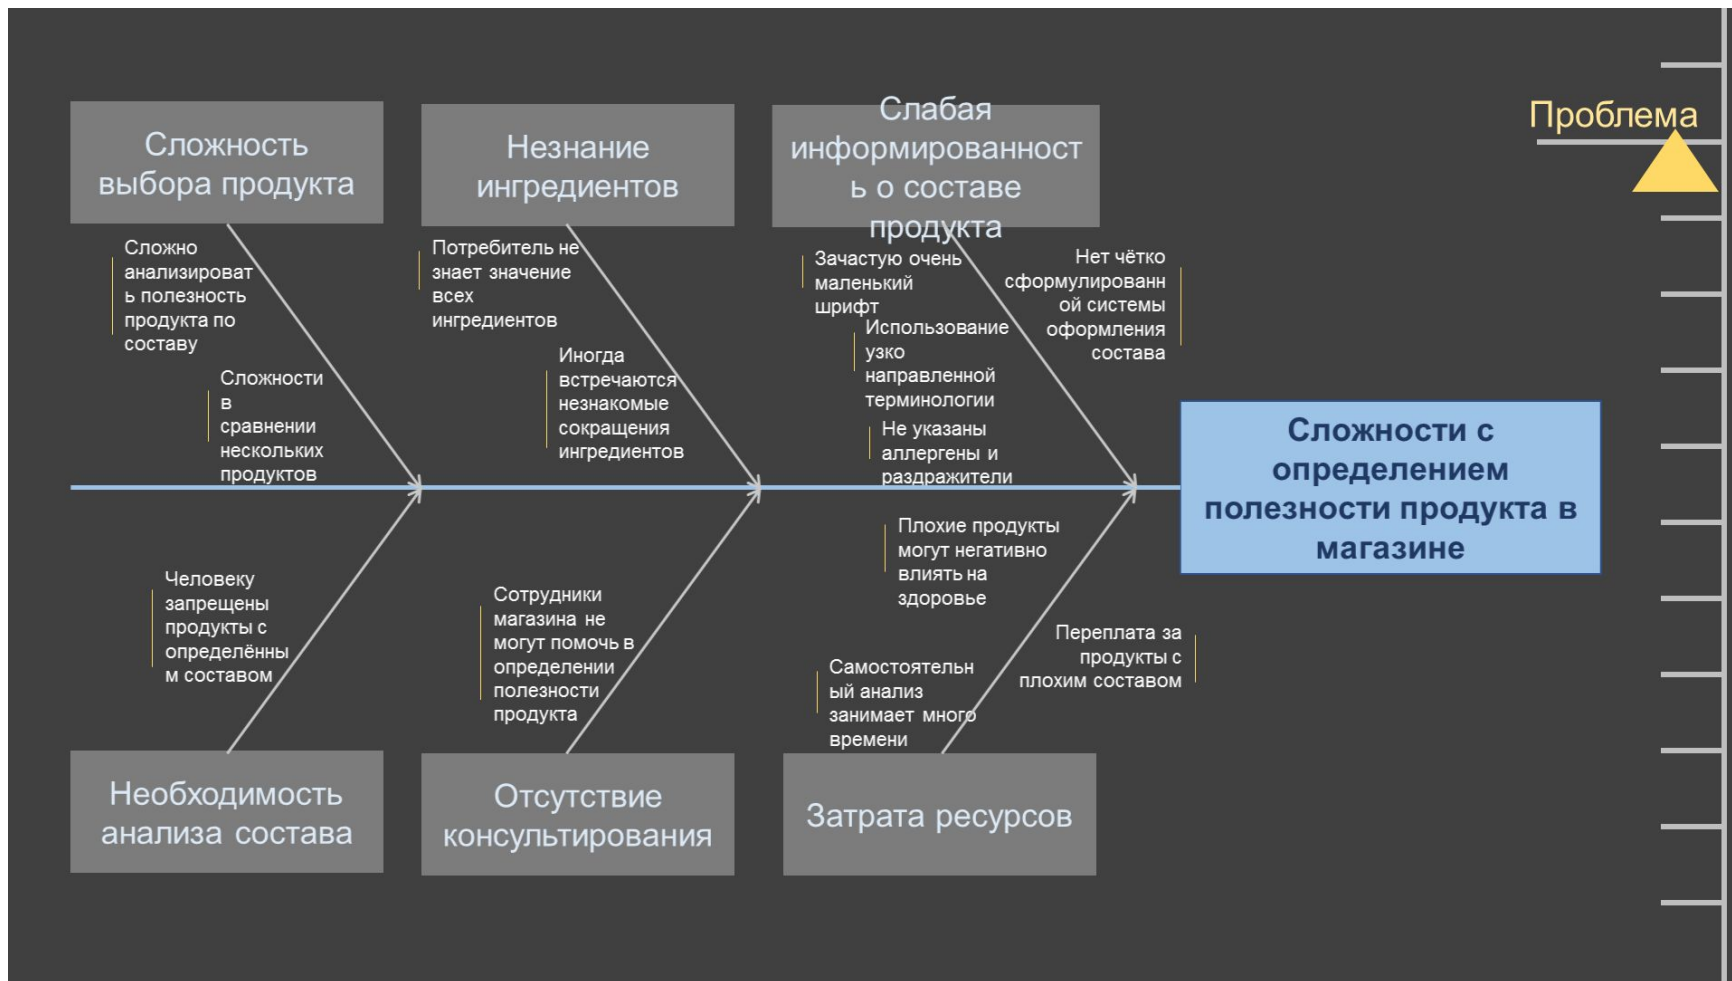 Проблема
Сложность
выбора продукта
Незнание
ингредиентов
Слабая
информированност
ь о составе
продукта
Сложно
анализироват
ь полезность
продукта по
составу
Сложности
в
сравнении
нескольких
продуктов
Потребитель не
знает значение
всех
ингредиентов
Иногда
встречаются
незнакомые
сокращения
ингредиентов
Зачастую очень
маленький
шрифт
Использование
узко
направленной
терминологии
Не указаны
аллергены и
раздражители
Нет чётко
сформулированн
ой системы
оформления
состава
Сложности с
определением
полезности продукта в
магазине
Человеку
запрещены
продукты с
определённы
м составом
Сотрудники
магазина не
могут помочь в
определении
полезности
продукта
Плохие продукты
могут негативно
влиять на
здоровье
Самостоятельн
ый анализ
занимает много
времени
Переплата за
продукты с
плохим составом
Необходимость
анализа состава
Отсутствие
консультирования
Затрата ресурсов